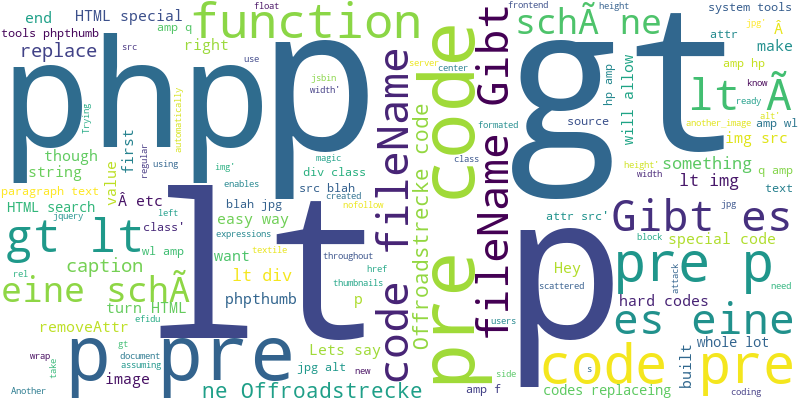 end
HTML special
float
function
schÃ ne
frontend
height
system tools
tools phpthumb
src
amp q
right
attr
jpg'
Â
replace
use
make
phpp
gt
server
center
fileName Gibt
fileName
hp amp
will allow
amp hp
jsbin
width'
formated
lt Ã
know
ready
Trying
automatically
Offroadstrecke code
pre code
source
another_image
amp wl
alt'
first
regular
using
magic
img src
though
string
value
img'
div class
class
height'
something
width
q amp
paragraph text
enables
created
src blah
nofollow
lt img
text
HTML search
Â etc
lt
p
attr src'
Gibt es
jpg
jquery
left
class'
blah jpg
easy way
gt lt
expressions
throughout
block
special code
wl amp
want
textile
href
caption
rel
lt div
thumbnails
Hey
pre p
attack
need
eine schÃ
scattered
phpthumb
p
code fileName
users
hard codes
turn HTML
efidu
removeAttr
es eine
gt
Lets say
wrap
document
assuming
p pre
side
s
whole lot
built
code pre
take
image
jpg alt
new
Another
ne Offroadstrecke
amp f
codes replaceing
coding